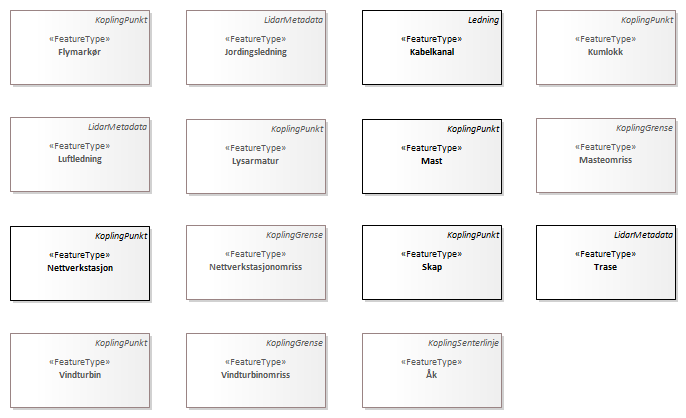 KoplingPunkt
«FeatureType»
Flymarkør
LidarMetadata
«FeatureType»
Jordingsledning
Ledning
«FeatureType»
Kabelkanal
KoplingPunkt
«FeatureType»
Kumlokk
LidarMetadata
«FeatureType»
Luftledning
KoplingPunkt
«FeatureType»
Lysarmatur
KoplingPunkt
«FeatureType»
Mast
KoplingGrense
«FeatureType»
Masteomriss
KoplingPunkt
«FeatureType»
Nettverkstasjon
KoplingGrense
«FeatureType»
Nettverkstasjonomriss
KoplingPunkt
«FeatureType»
Skap
LidarMetadata
«FeatureType»
Trase
KoplingPunkt
«FeatureType»
Vindturbin
KoplingGrense
«FeatureType»
Vindturbinomriss
KoplingSenterlinje
«FeatureType»
Åk